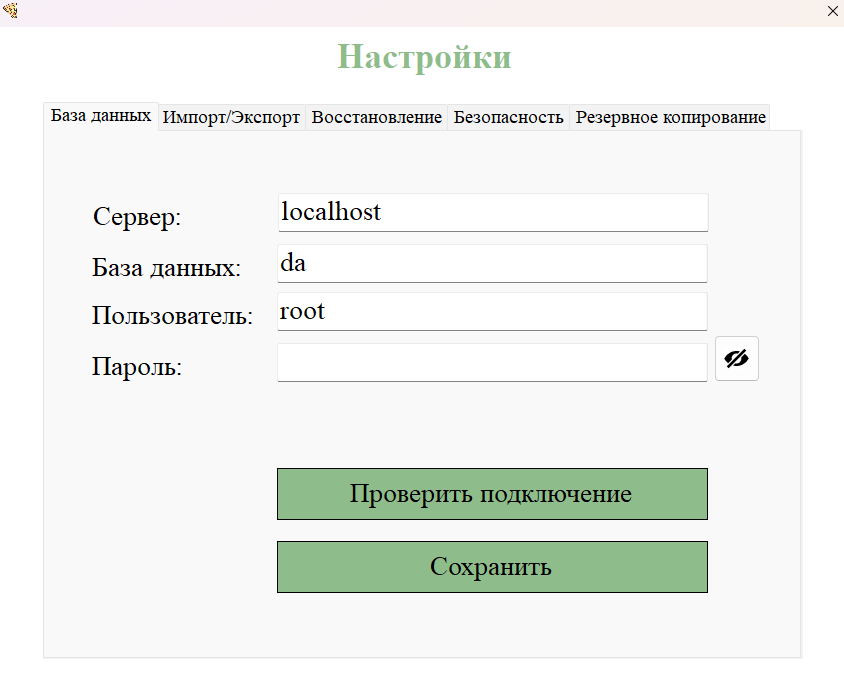 Настройки
База данных Импорт/Экспорт Восстановление Безопасность Резервное копирование
Сервер: localhost
База данных: da
Пользователь: root
Пароль:
Проверить подключение
Сохранить